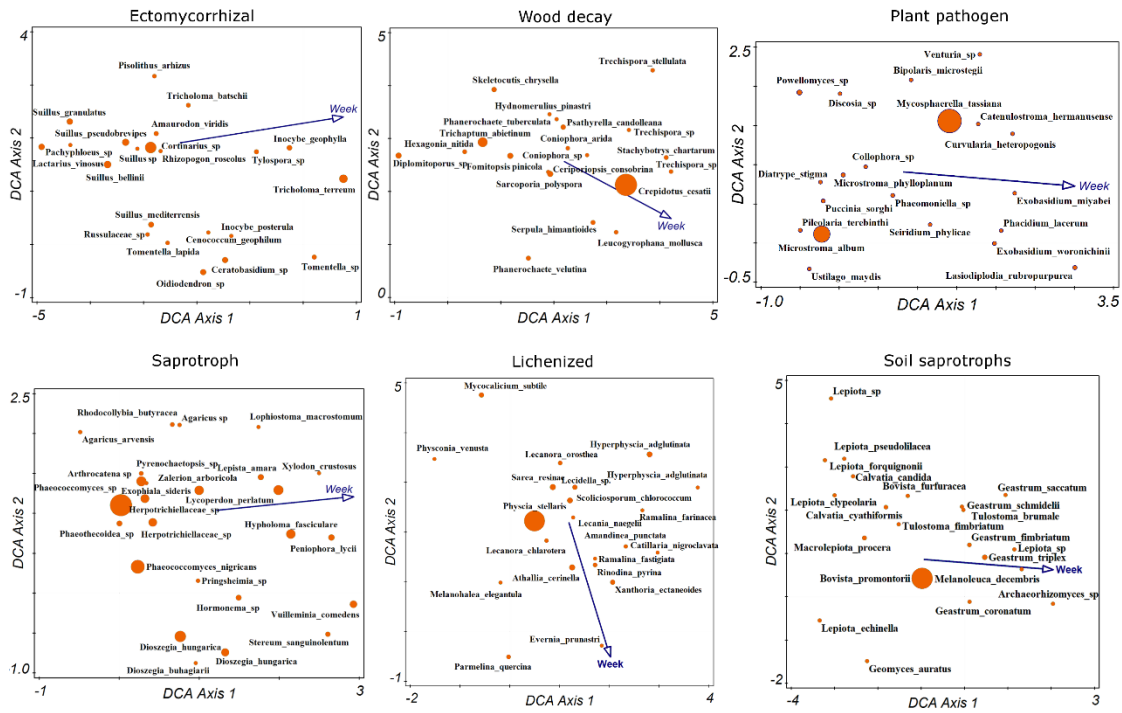 Ectomycorrhizal
4
Pisolithus_arhizus
Tricholoma_batschii
Suillus_granulatus
Week
Amaurodon_viridis
Suillus_pseudobrevipes
Cortinarius_sp
Inocybe_geophylla
Pachyphloeus_sp
Suillus_sp
Rhizopogon_roseolus
Tylospora_sp
Lactarius_vinosus
Suillus_bellinii
Tricholoma_terreum
Suillus_mediterrensis
Inocybe_posterula
Russulaceae_sp
Cenococcum_geophilum
Tomentella_lapida
Ceratobasidium_sp
Tomentella_sp
Oidiodendron_sp
DCA Axis 2
-1
-5
DCA Axis 1
1
Wood decay
5
Trechispora_stellulata
Skeletocutis_chrysella
Hydnomerulius_pinastri
Phanerochaete_tuberculata
Psathyrella_candolleana
Trichaptum_abietinum
Coniophora_arida
Trechispora_sp
Hexagonia_nitida
Coniophora_sp
Stachybotrys_chartarum
Diplomitoporus_sp
Fomitopsis_pinicola
Ceriporiopsis_consobrina
Trechispora_sp
Sarcoporia_polyspora
Crepidotus_cesatii
Week
Serpula_himantioides
Leucogyrophana_mollusca
Phanerochaete_velutina
DCA Axis 2
0
-1
DCA Axis 1
5
Plant pathogen
2.5
Venturia_sp
Bipolaris_microstegii
Powellomyces_sp
Discosia_sp
Mycosphaerella_tassiana
Catenulostroma_hermanusense
Curvularia_heteropogonis
Collophora_sp
Diatrype_stigma
Microstroma_phylloplanum
Week
Puccinia_sorghi
Phaeomoniella_sp
Exobasidium_miyabei
Pileolaria_terebinthi
Seiridium_phylicae
Phacidium_lacerum
Microstroma_album
Exobasidium_woronichinii
Ustilago_maydis
Lasiodiplodia_rubropurpurea
DCA Axis 2
-0.5
-1.0
DCA Axis 1
3.5
Saprotroph
2.5
Rhodocollybia_butyracea
Agaricus sp
Lophiostoma_macrostomum
Agaricus_arvensis
Pyrenochaetopsis_sp
Arthrocatena sp
Lepista_amara
Xylodon_crustosus
Zalerion_arboricola
Phaeococcomyces_sp
Exophiala_sideris
Lycoperdon_perlatum
Week
Herpotrichiellaceae_sp
Phaeothecoidea_sp
Herpotrichiellaceae_sp
Hypholoma_fasciculare
Peniophora_lycii
Phaeococcomyces_nigricans
Pringsheimia_sp
Hormonema_sp
Vuilleminia_comedens
Stereum_sanguinolentum
Dioszegia_hungarica
Dioszegia_hungarica
Dioszegia_buhagiarii
DCA Axis 2
1.0
-1
DCA Axis 1
3
Lichenized
5
Mycocalicium_subtile
Physconia_venusta
Lecanora_orosthea
Hyperphyscia_adglutinata
Sarea_resinae
Lecidella_sp
Hyperphyscia_adglutinata
Scoliciosporum_chlorococcum
Physcia_stellaris
Lecania_naegelii
Ramalina_farinacea
Amandinea_punctata
Lecanora_chlarotera
Catillaria_nigroclavata
Ramalina_fastigiata
Athallia_cerinella
Rinodina_pyrina
Melanohalea_elegantula
Xanthoria_ectaneoides
Evernia_prunastri
Week
Parmelina_quercina
DCA Axis 2
1
-1
DCA Axis 1
4
Soil saprotrophs
5
Lepiota_sp
Lepiota_pseudolilacea
Lepiota_forquignonii
Calvatia_candida
Bovista_furfuracea
Geastrum_saccatum
Lepiota_clypeolaria
Geastrum_schmidelii
Calvatia_cyathiformis
Tulostoma_brumale
Tulostoma_fimbriatum
Macrolepiota_procera
Geastrum_fimbriatum
Lepiota_sp
Geastrum_triplex
Week
Bovista_promontorii
Melanoleuca_decembris
Archaeorhizomyces_sp
Geastrum_coronatum
Lepiota_echinella
Geomyces_auratus
DCA Axis 2
-2
-4
DCA Axis 1
3